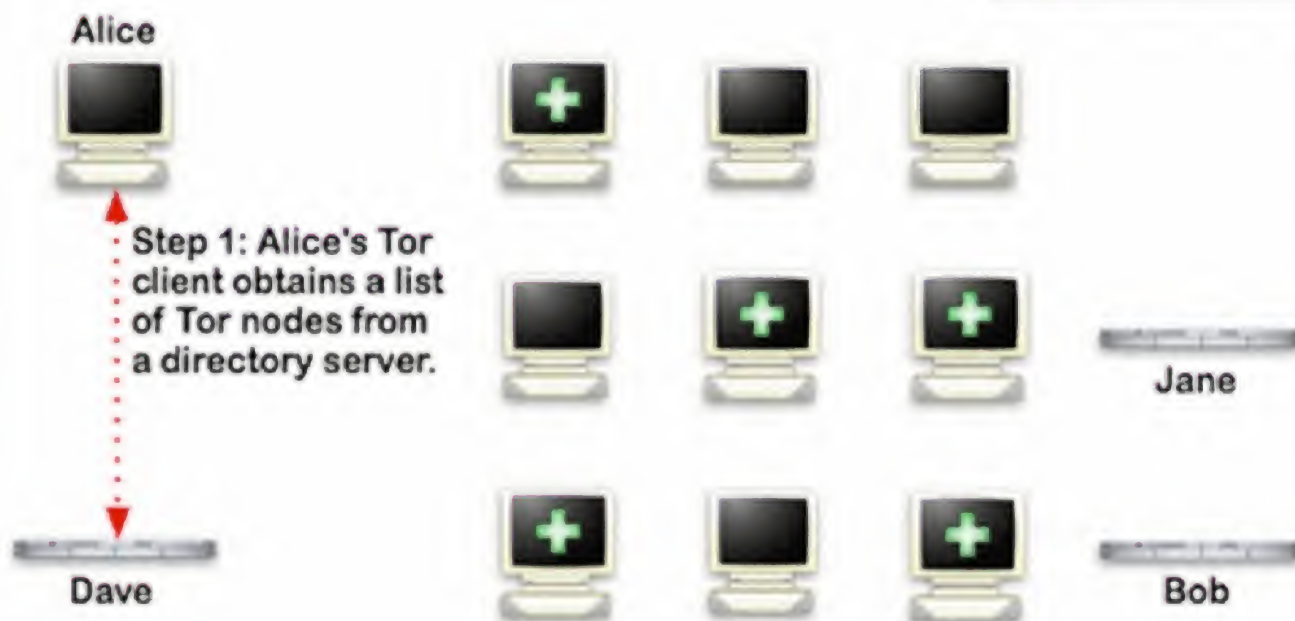 Alice
Step 1: Alice's Tor
client obtains a list
of Tor nodes from
a directory server.
Jane
Dave
Bob